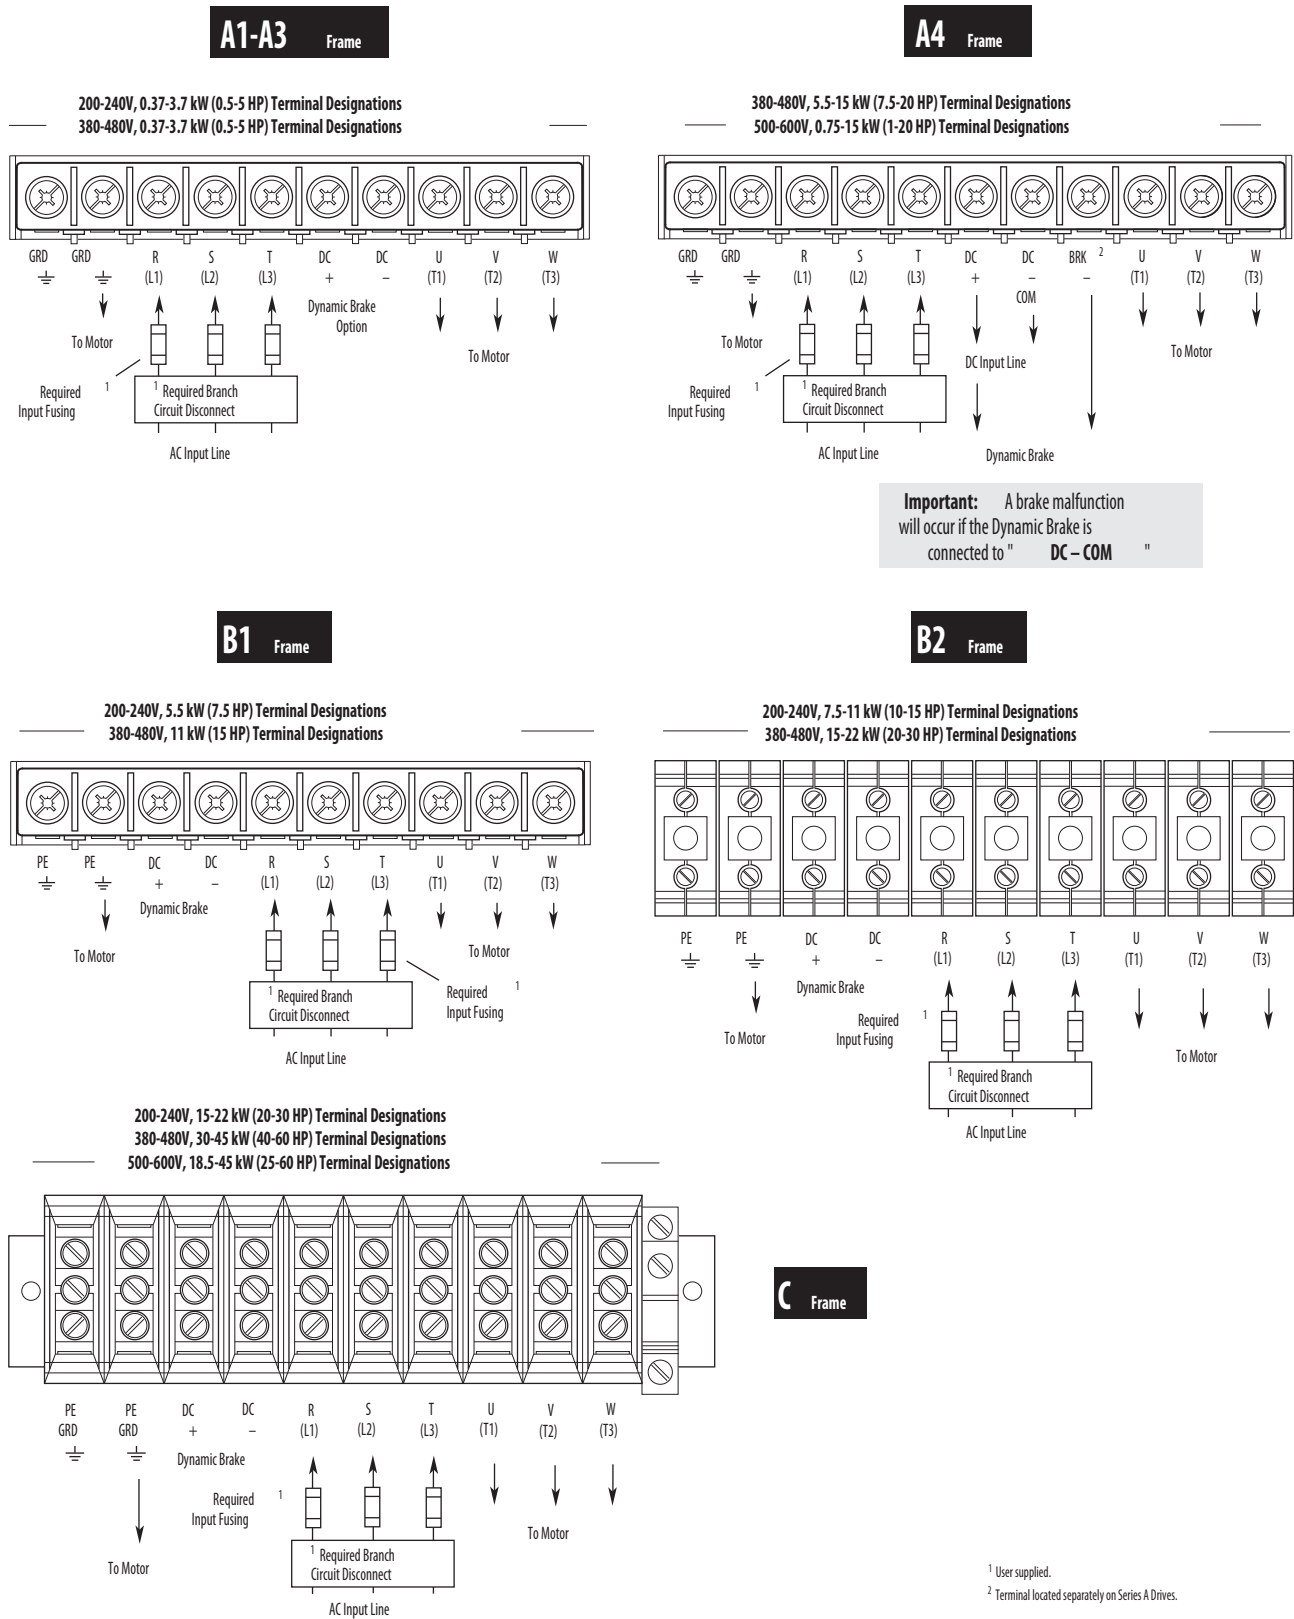 A1-A3 Frame
200-240V, 0.37-3.7 kW (0.5-5 HP) Terminal Designations
380-480V, 0.37-3.7 kW (0.5-5 HP) Terminal Designations
GRD GRD R S T DC DC U V W
(L1) (L2) (L3) + – (T1) (T2) (T3)
Dynamic Brake
Option
To Motor
To Motor
Required 1
Input Fusing
1 Required Branch
Circuit Disconnect
AC Input Line
A4 Frame
380-480V, 5.5-15 kW (7.5-20 HP) Terminal Designations
500-600V, 0.75-15 kW (1-20 HP) Terminal Designations
GRD GRD R S T DC DC BRK 2 U V W
(L1) (L2) (L3) + – – (T1) (T2) (T3)
COM
To Motor
DC Input Line
To Motor
Required 1
Input Fusing
1 Required Branch
Circuit Disconnect
AC Input Line
Dynamic Brake
Important: A brake malfunction
will occur if the Dynamic Brake is
connected to " DC – COM "
B1 Frame
200-240V, 5.5 kW (7.5 HP) Terminal Designations
380-480V, 11 kW (15 HP) Terminal Designations
PE PE DC DC R S T U V W
+ – (L1) (L2) (L3) (T1) (T2) (T3)
Dynamic Brake
To Motor
To Motor
Required 1
Input Fusing
1 Required Branch
Circuit Disconnect
AC Input Line
B2 Frame
200-240V, 7.5-11 kW (10-15 HP) Terminal Designations
380-480V, 15-22 kW (20-30 HP) Terminal Designations
PE PE DC DC R S T U V W
+ – (L1) (L2) (L3) (T1) (T2) (T3)
Dynamic Brake
Required 1
Input Fusing
To Motor
To Motor
1 Required Branch
Circuit Disconnect
AC Input Line
200-240V, 15-22 kW (20-30 HP) Terminal Designations
380-480V, 30-45 kW (40-60 HP) Terminal Designations
500-600V, 18.5-45 kW (25-60 HP) Terminal Designations
C Frame
PE PE DC DC R S T U V W
GRD GRD + – (L1) (L2) (L3) (T1) (T2) (T3)
Dynamic Brake
Required 1
Input Fusing
To Motor
To Motor
1 Required Branch
Circuit Disconnect
AC Input Line
1 User supplied.
2 Terminal located separately on Series A Drives.